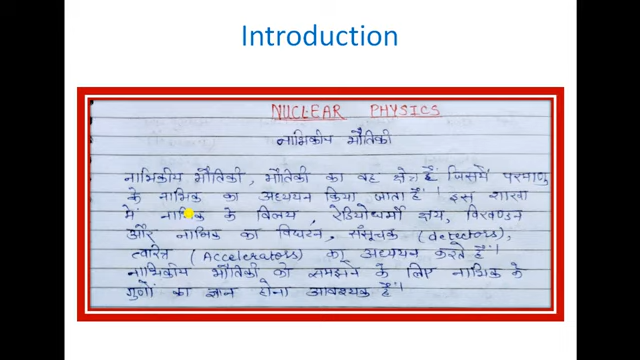 Introduction
NUCLEAR PHYSICS
नाभिकीय भौतिकी
नाभिकीय भौतिकी, भौतिकी का वह क्षेत्र है जिसमें परमाणु
के नाभिक का अध्ययन किया जाता है। इस शाखा
में नाभिक के विलय, रेडियोधर्मी क्षय, विखण्डन
और नाभिक का विघटन, संसूचक (detectors),
त्वरित्र (Accelerators) का अध्ययन करते हैं।
नाभिकीय भौतिकी को समझने के लिए नाभिक के
गुणों का ज्ञान होना आवश्यक है।